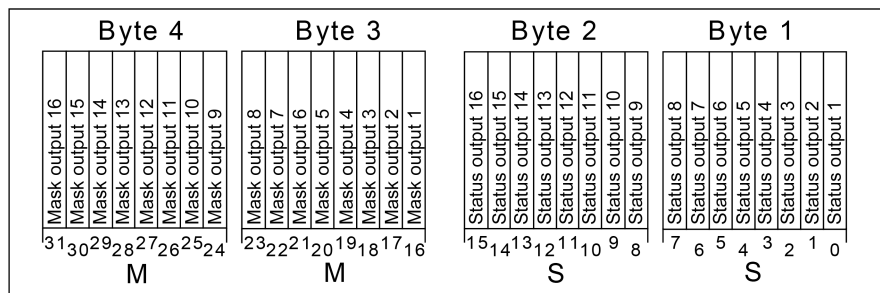 Byte 4 Byte 3 Byte 2 Byte 1
Mask output 16
Mask output 15
Mask output 14
Mask output 13
Mask output 12
Mask output 11
Mask output 10
Mask output 9
Mask output 8
Mask output 7
Mask output 6
Mask output 5
Mask output 4
Mask output 3
Mask output 2
Mask output 1
Status output 16
Status output 15
Status output 14
Status output 13
Status output 12
Status output 11
Status output 10
Status output 9
Status output 8
Status output 7
Status output 6
Status output 5
Status output 4
Status output 3
Status output 2
Status output 1
31 30 29 28 27 26 25 24 23 22 21 20 19 18 17 16 15 14 13 12 11 10 9 8 7 6 5 4 3 2 1 0
M M S S